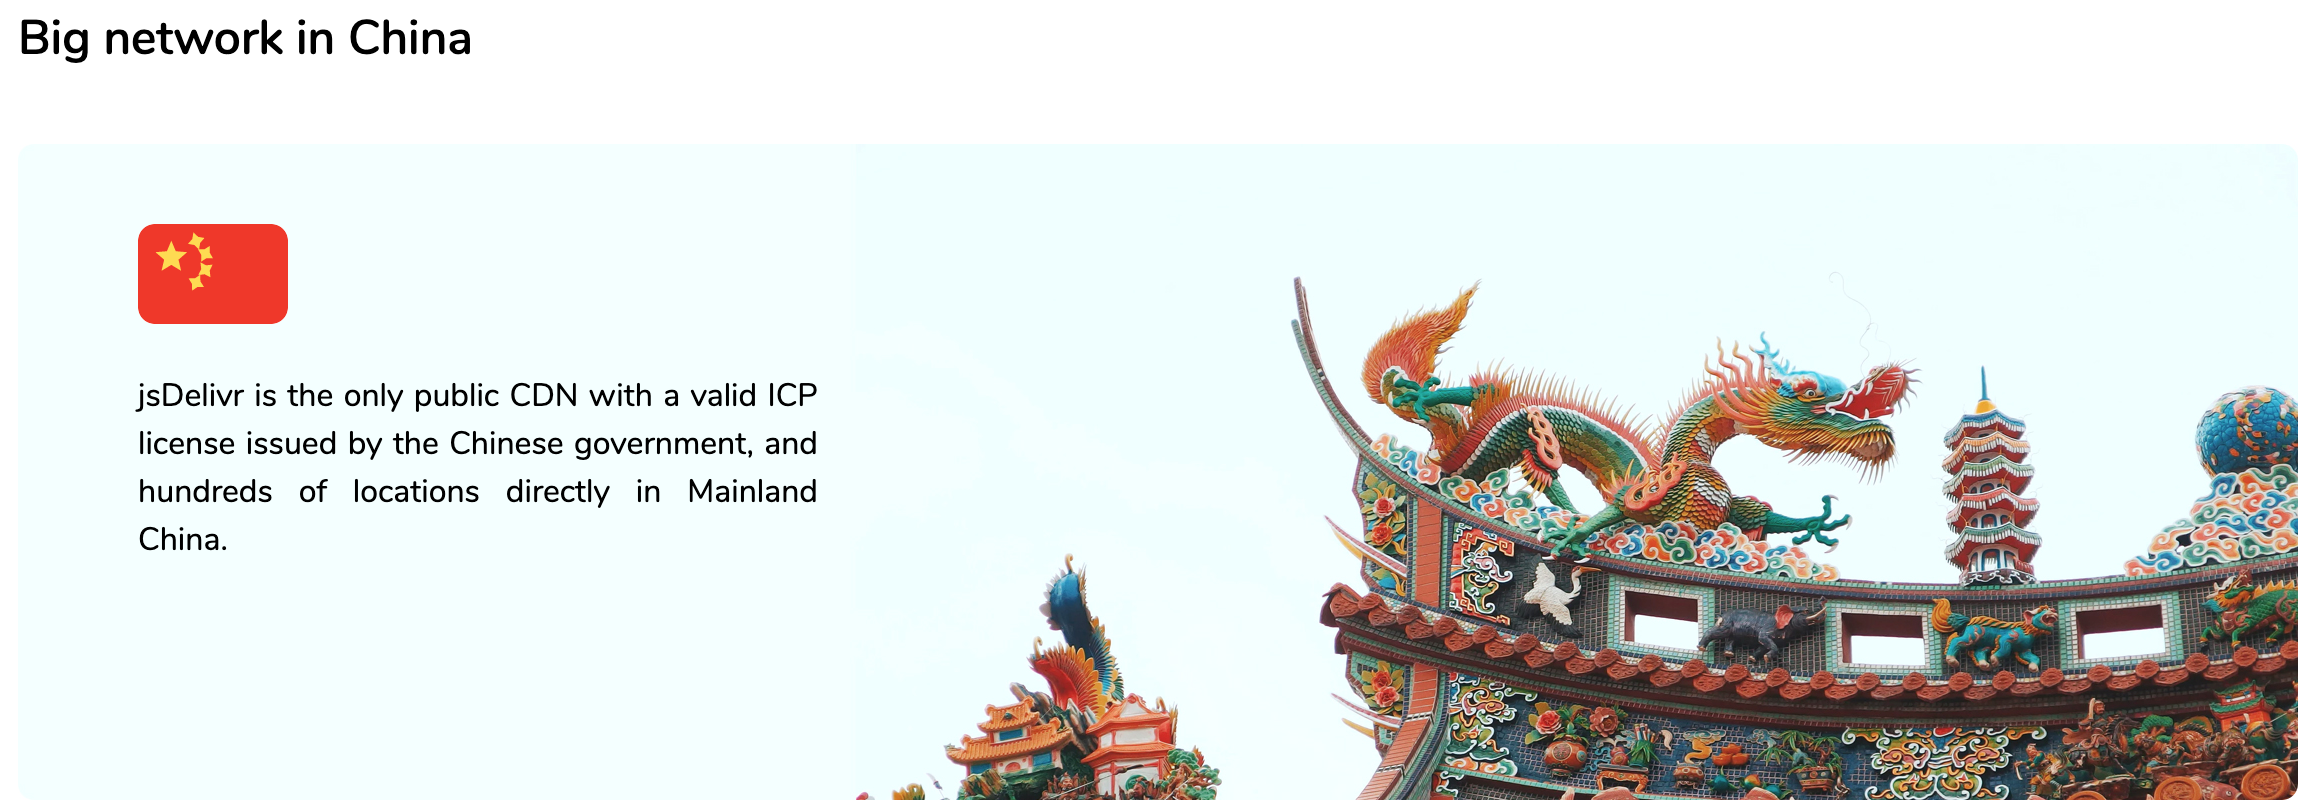 Big network in China
jsDelivr is the only public CDN with a valid ICP
license issued by the Chinese government, and
hundreds of locations directly in Mainland
China.